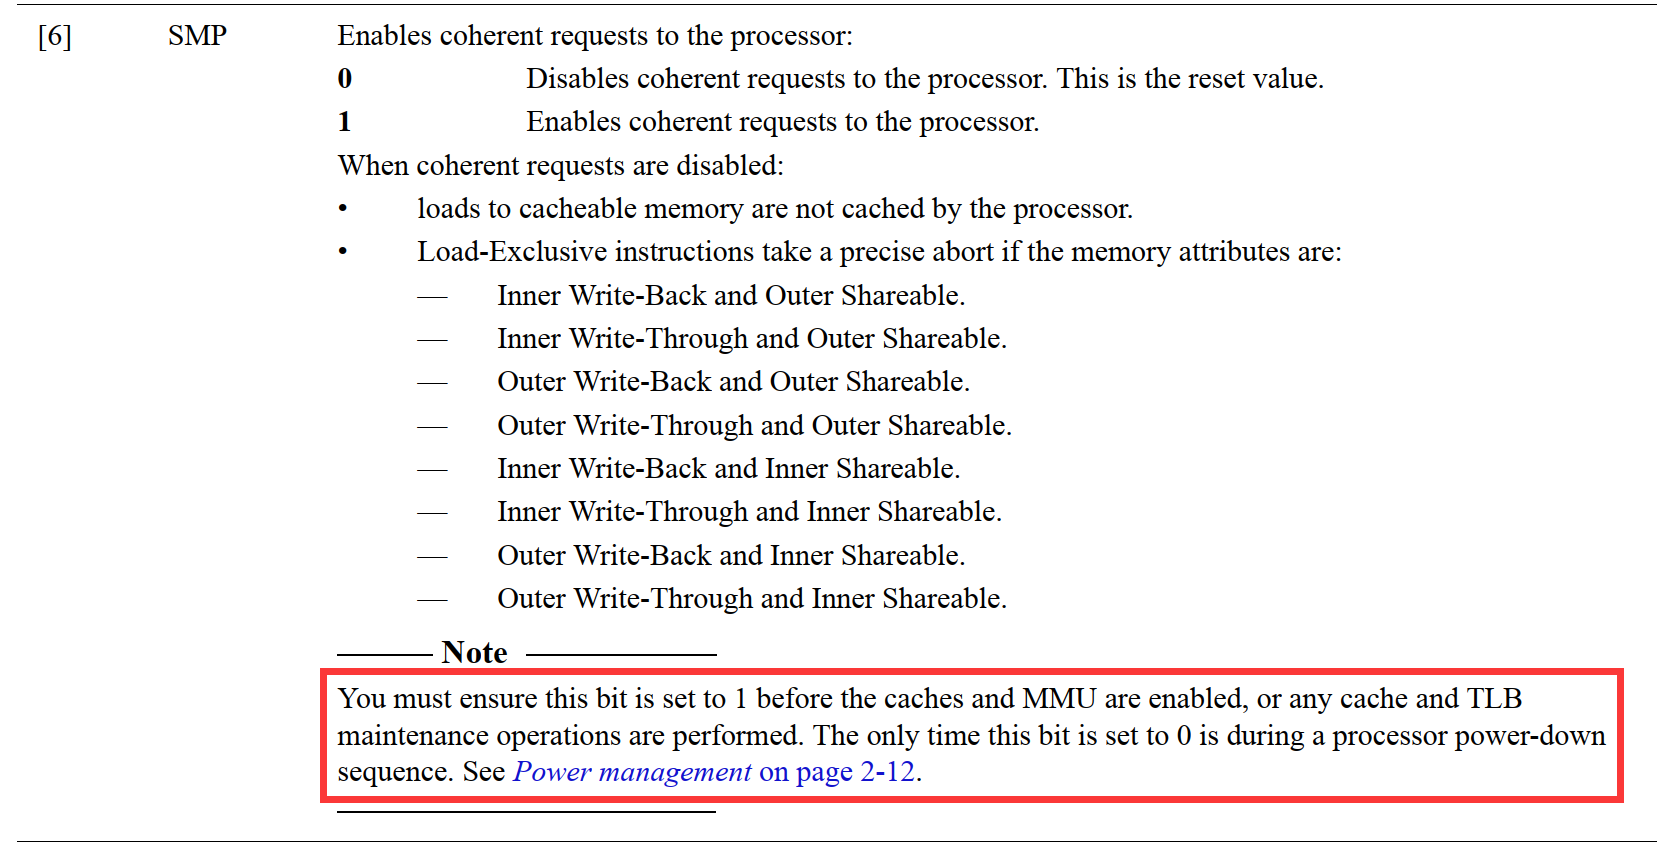 [6] SMP Enables coherent requests to the processor:
0 Disables coherent requests to the processor. This is the reset value.
1 Enables coherent requests to the processor.
When coherent requests are disabled:
• loads to cacheable memory are not cached by the processor.
• Load-Exclusive instructions take a precise abort if the memory attributes are:
— Inner Write-Back and Outer Shareable.
— Inner Write-Through and Outer Shareable.
— Outer Write-Back and Outer Shareable.
— Outer Write-Through and Outer Shareable.
— Inner Write-Back and Inner Shareable.
— Inner Write-Through and Inner Shareable.
— Outer Write-Back and Inner Shareable.
— Outer Write-Through and Inner Shareable.
Note
You must ensure this bit is set to 1 before the caches and MMU are enabled, or any cache and TLB
maintenance operations are performed. The only time this bit is set to 0 is during a processor power-down
sequence. See Power management on page 2-12.